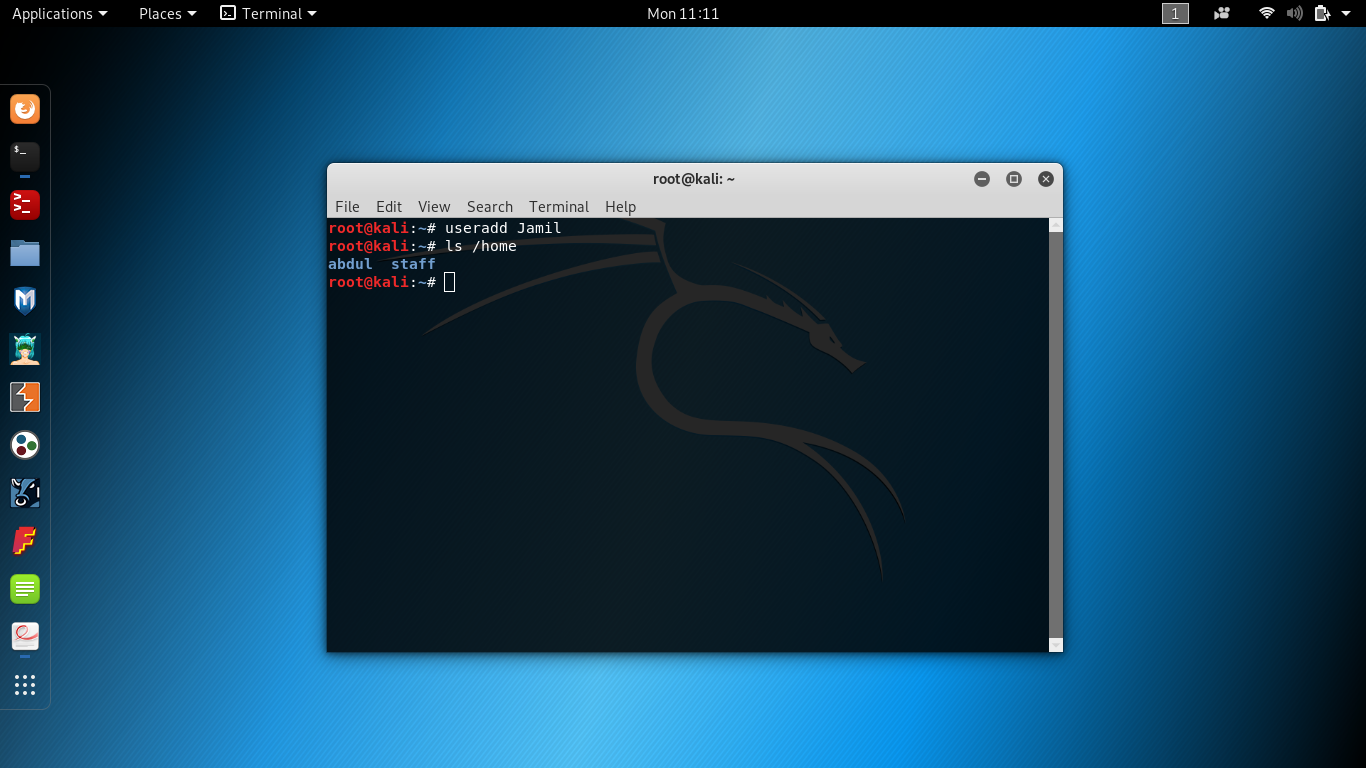 Applications Places Terminal Mon 11:11 1
$_
root@kali: ~
File Edit View Search Terminal Help
root@kali:~# useradd Jamil
root@kali:~# ls /home
abdul  staff
root@kali:~#